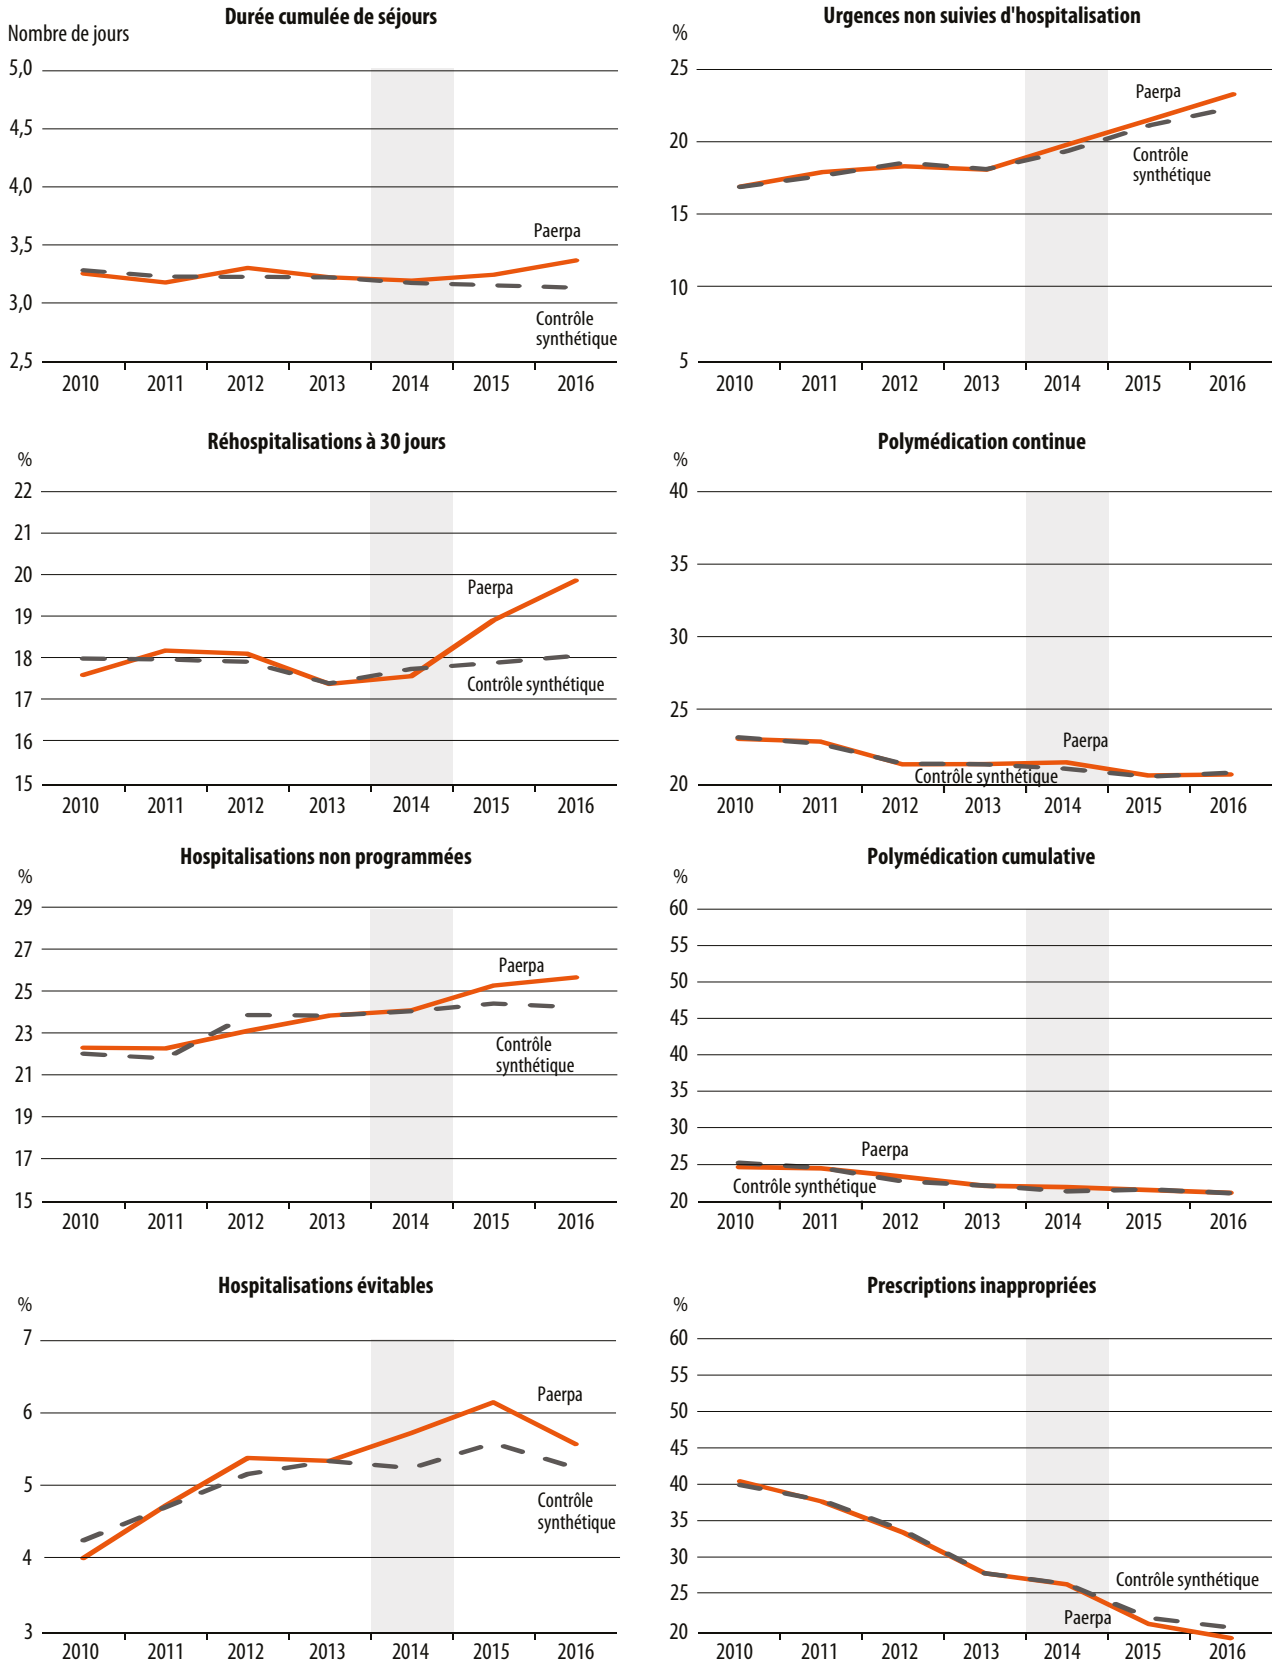 Durée cumulée de séjours
Nombre de jours
5,0
4,5
4,0
3,5
3,0
2,5
Paerpa
Contrôle
synthétique
2010 2011 2012 2013 2014 2015 2016
Urgences non suivies d'hospitalisation
%
25
20
15
10
5
Paerpa
Contrôle
synthétique
2010 2011 2012 2013 2014 2015 2016
Réhospitalisations à 30 jours
%
22
21
20
19
18
17
16
15
Paerpa
Contrôle synthétique
2010 2011 2012 2013 2014 2015 2016
Polymédication continue
%
40
35
30
25
20
Paerpa
Contrôle synthétique
2010 2011 2012 2013 2014 2015 2016
Hospitalisations non programmées
%
29
27
25
23
21
19
17
15
Paerpa
Contrôle
synthétique
2010 2011 2012 2013 2014 2015 2016
Polymédication cumulative
%
60
55
50
45
40
35
30
25
20
Paerpa
Contrôle synthétique
2010 2011 2012 2013 2014 2015 2016
Hospitalisations évitables
%
7
6
5
4
3
Paerpa
Contrôle
synthétique
2010 2011 2012 2013 2014 2015 2016
Prescriptions inappropriées
%
60
55
50
45
40
35
30
25
20
Contrôle synthétique
Paerpa
2010 2011 2012 2013 2014 2015 2016